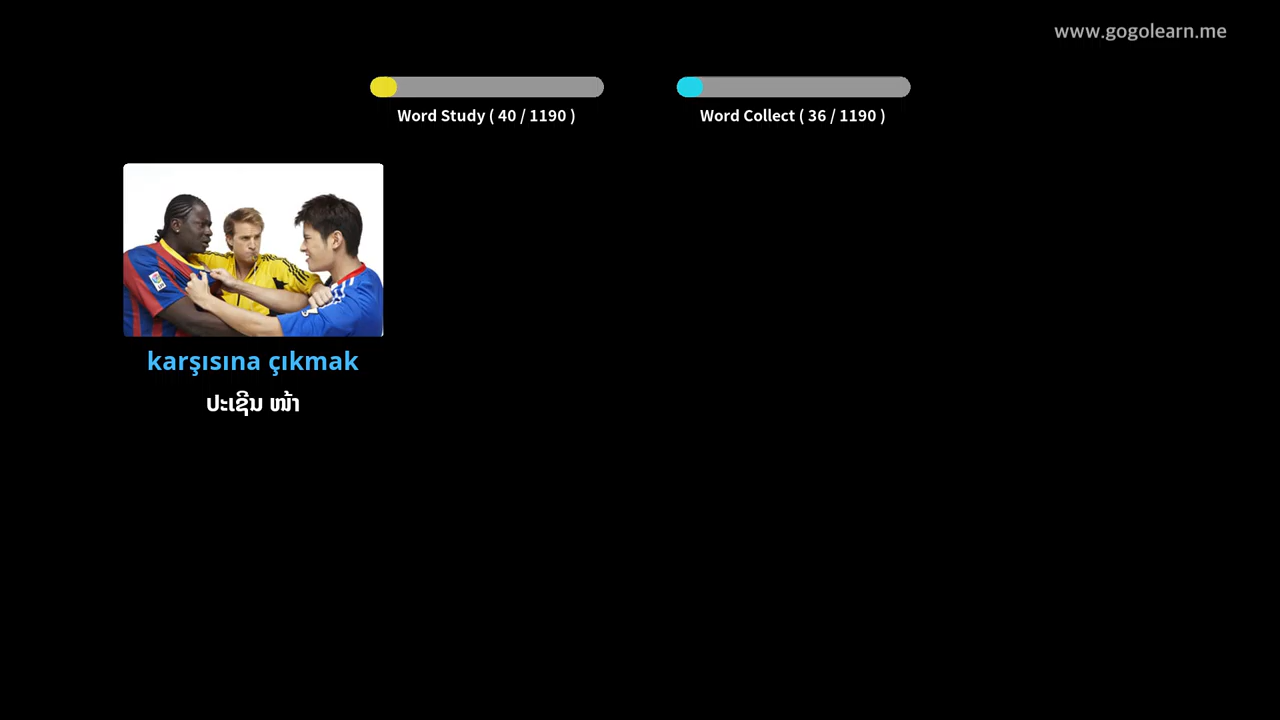 www.gogolearn.me
Word Study ( 40 / 1190 )
Word Collect ( 36 / 1190 )
karşısına çıkmak
ປະເຊີນ ໜ້າ